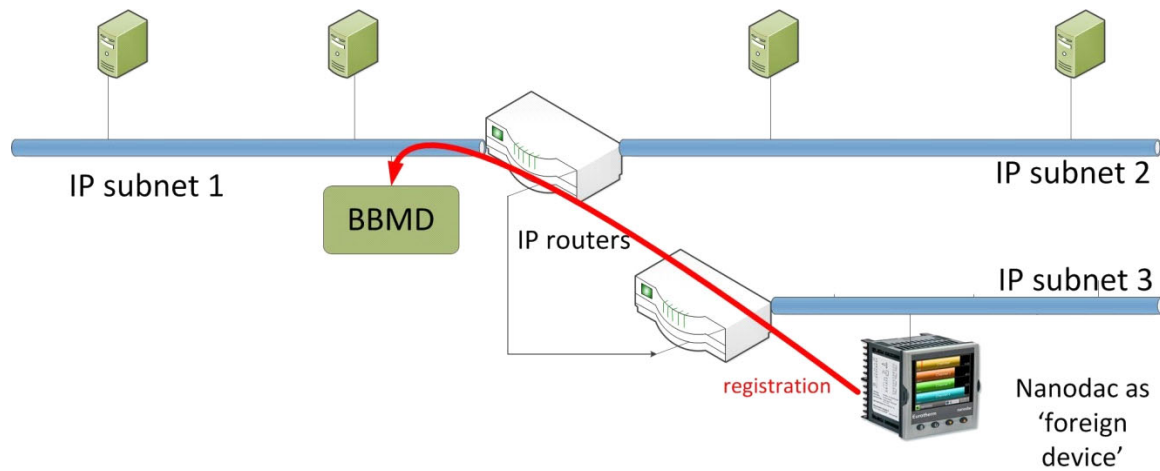 IP subnet 1
BBMD
IP routers
IP subnet 2
IP subnet 3
registration
Nanodac as
‘foreign
device’